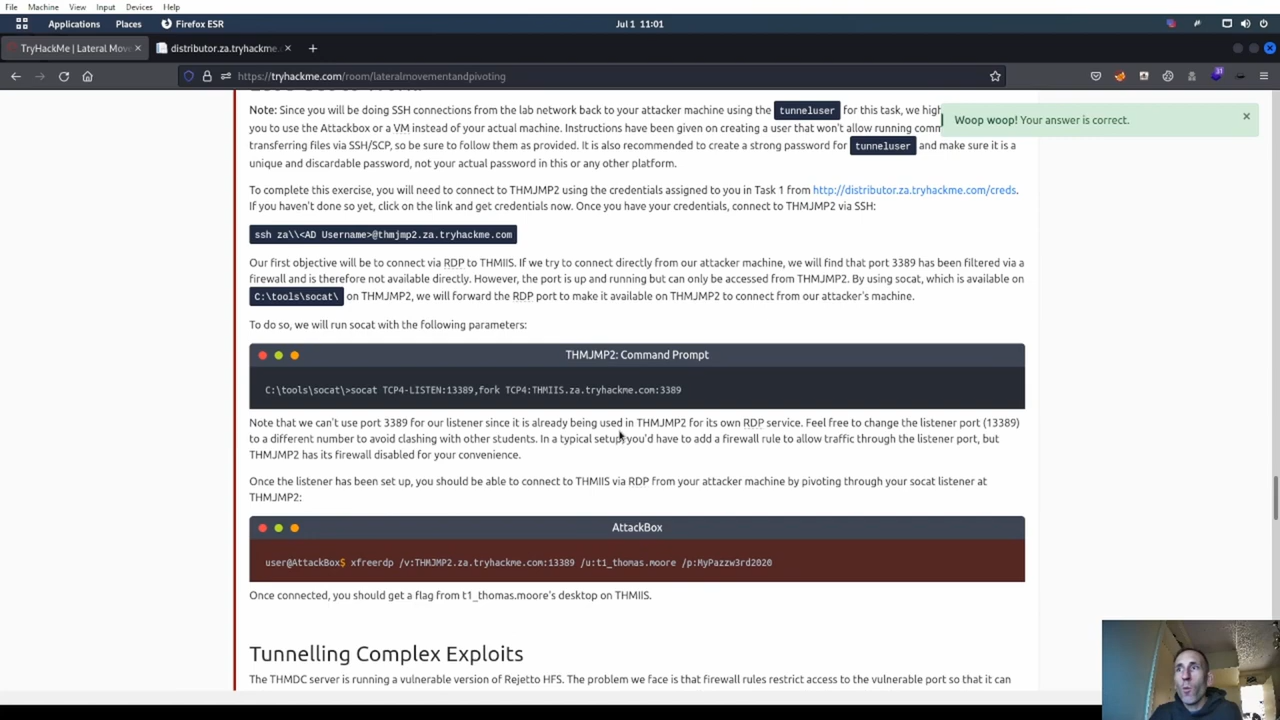 File Machine View Input Devices Help
Applications Places Firefox ESR Jul 1 11:01
TryHackMe | Lateral Mov × distributor.za.tryhackme. × +
https://tryhackme.com/room/lateralmovementandpivoting
Note: Since you will be doing SSH connections from the lab network back to your attacker machine using the tunneluser for this task, we hig
you to use the Attackbox or a VM instead of your actual machine. Instructions have been given on creating a user that won't allow running com
transferring files via SSH/SCP, so be sure to follow them as provided. It is also recommended to create a strong password for tunneluser and make sure it is a
unique and discardable password, not your actual password in this or any other platform.
Woop woop! Your answer is correct. ×
To complete this exercise, you will need to connect to THMJMP2 using the credentials assigned to you in Task 1 from http://distributor.za.tryhackme.com/creds.
If you haven't done so yet, click on the link and get credentials now. Once you have your credentials, connect to THMJMP2 via SSH:
ssh za\\<AD Username>@thmjmp2.za.tryhackme.com
Our first objective will be to connect via RDP to THMIIS. If we try to connect directly from our attacker machine, we will find that port 3389 has been filtered via a
firewall and is therefore not available directly. However, the port is up and running but can only be accessed from THMJMP2. By using socat, which is available on
C:\tools\socat\ on THMJMP2, we will forward the RDP port to make it available on THMJMP2 to connect from our attacker's machine.
To do so, we will run socat with the following parameters:
THMJMP2: Command Prompt
C:\tools\socat\>socat TCP4-LISTEN:13389,fork TCP4:THMIIS.za.tryhackme.com:3389
Note that we can't use port 3389 for our listener since it is already being used in THMJMP2 for its own RDP service. Feel free to change the listener port (13389)
to a different number to avoid clashing with other students. In a typical setup, you'd have to add a firewall rule to allow traffic through the listener port, but
THMJMP2 has its firewall disabled for your convenience.
Once the listener has been set up, you should be able to connect to THMIIS via RDP from your attacker machine by pivoting through your socat listener at
THMJMP2:
AttackBox
user@AttackBox$ xfreerdp /v:THMJMP2.za.tryhackme.com:13389 /u:t1_thomas.moore /p:MyPazzw3rd2020
Once connected, you should get a flag from t1_thomas.moore's desktop on THMIIS.
Tunnelling Complex Exploits
The THMDC server is running a vulnerable version of Rejetto HFS. The problem we face is that firewall rules restrict access to the vulnerable port so that it can